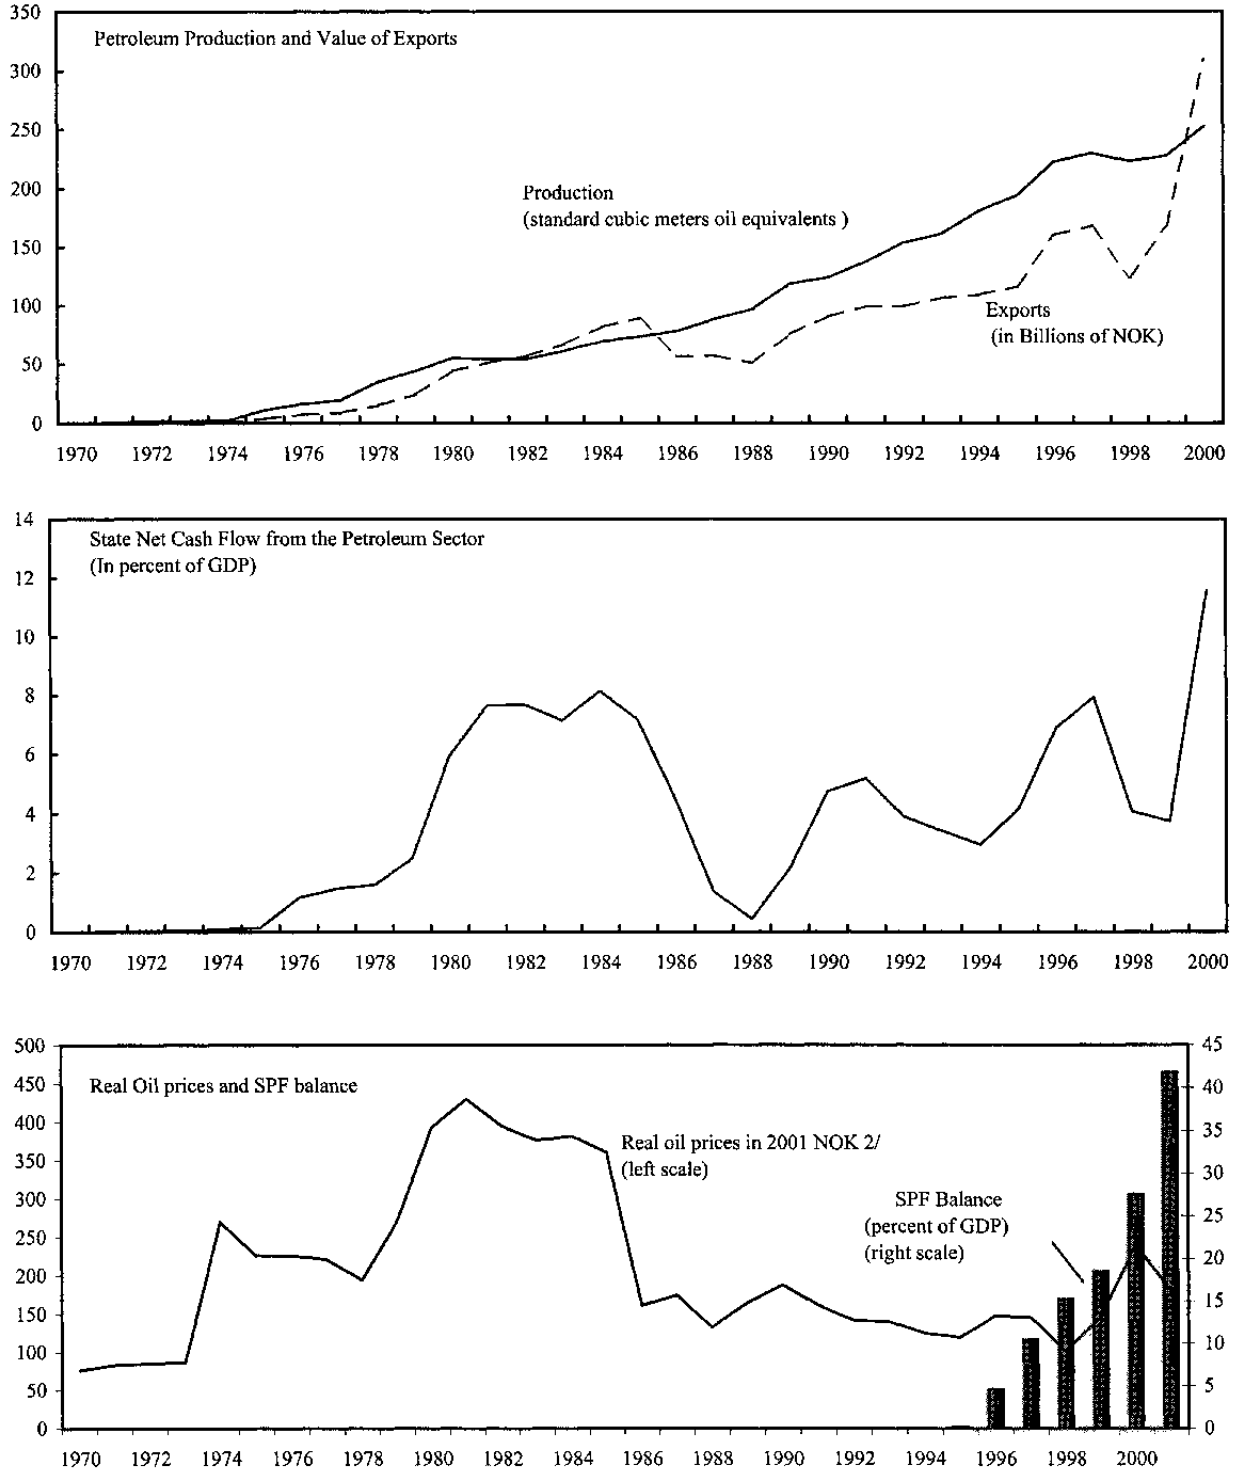 350
Petroleum Production and Value of Exports
300
250
200
Production
(standard cubic meters oil equivalents )
150
100
Exports
(in Billions of NOK)
50
0
1970 1972 1974 1976 1978 1980 1982 1984 1986 1988 1990 1992 1994 1996 1998 2000
14
State Net Cash Flow from the Petroleum Sector
(In percent of GDP)
12
10
8
6
4
2
0
1970 1972 1974 1976 1978 1980 1982 1984 1986 1988 1990 1992 1994 1996 1998 2000
500 45
Real Oil prices and SPF balance
450 40
400
Real oil prices in 2001 NOK 2/
(left scale)
35
350 30
300
SPF Balance
(percent of GDP)
(right scale)
25
250
20
200
150 15
100 10
50 5
0 0
1970 1972 1974 1976 1978 1980 1982 1984 1986 1988 1990 1992 1994 1996 1998 2000